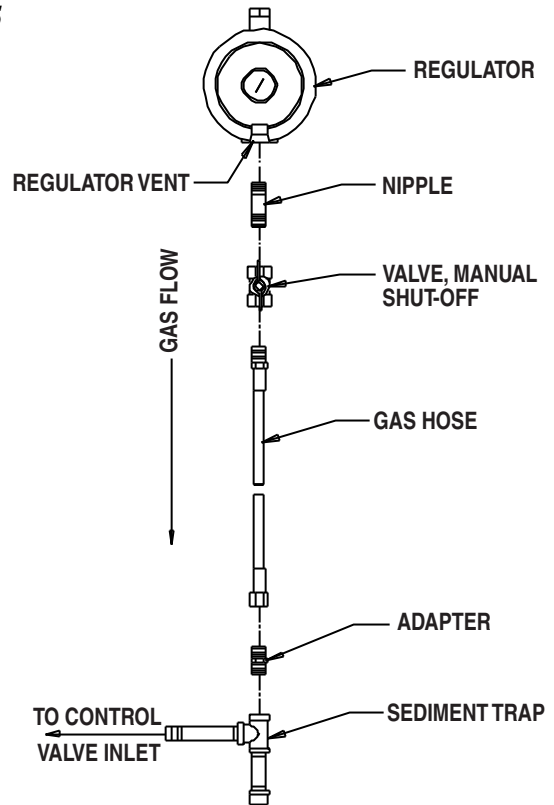 REGULATOR
REGULATOR VENT
NIPPLE
GAS FLOW
VALVE, MANUAL
SHUT-OFF
GAS HOSE
ADAPTER
TO CONTROL
VALVE INLET
SEDIMENT TRAP